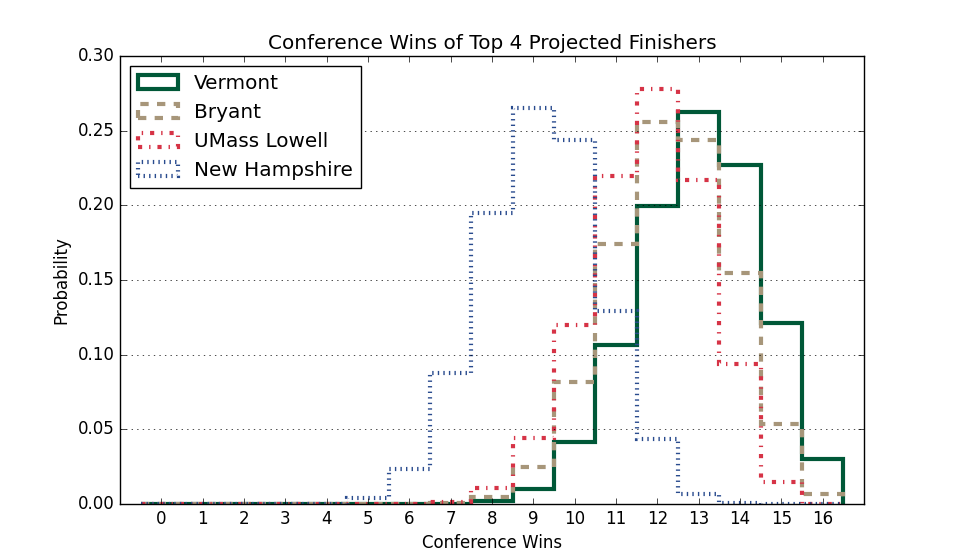 Conference Wins of Top 4 Projected Finishers
0.30
0.25
0.20
0.15
0.10
0.05
0.00
Probability
Vermont
Bryant
UMass Lowell
New Hampshire
0 1 2 3 4 5 6 7 8 9 10 11 12 13 14 15 16
Conference Wins